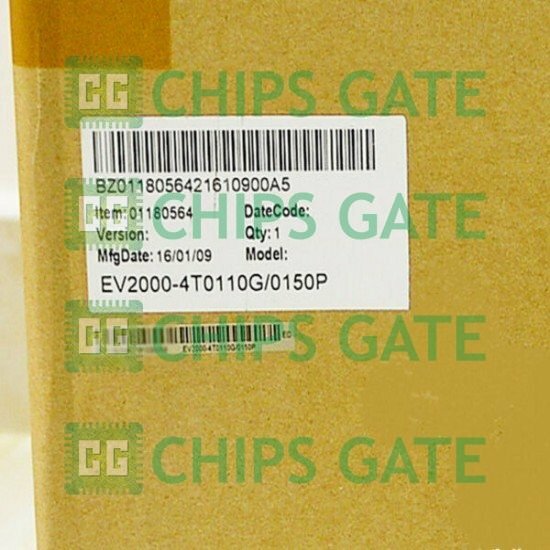 CG CHIPS GATE
BZ0118056421610900A5
CG CHIPS GATE
Item: 01180564 DateCode:
Version: Qty: 1
MfgDate: 16/01/09 Model:
EV2000-4T0110G/0150P
CG CHIPS GATE
EV2000-4T0110G/0150P
CG CHIPS GATE